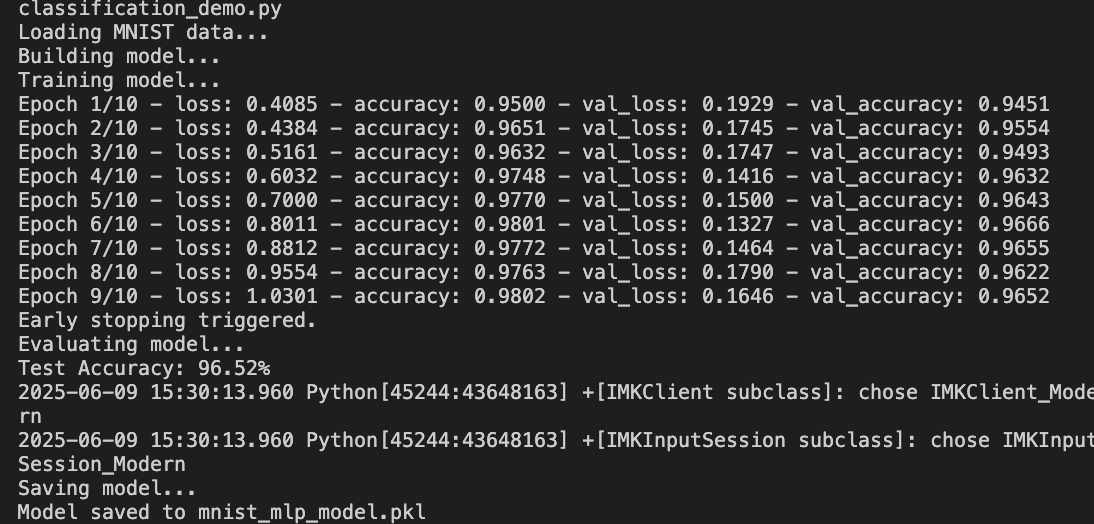 classification_demo.py
Loading MNIST data...
Building model...
Training model...
Epoch 1/10 - loss: 0.4085 - accuracy: 0.9500 - val_loss: 0.1929 - val_accuracy: 0.9451
Epoch 2/10 - loss: 0.4384 - accuracy: 0.9651 - val_loss: 0.1745 - val_accuracy: 0.9554
Epoch 3/10 - loss: 0.5161 - accuracy: 0.9632 - val_loss: 0.1747 - val_accuracy: 0.9493
Epoch 4/10 - loss: 0.6032 - accuracy: 0.9748 - val_loss: 0.1416 - val_accuracy: 0.9632
Epoch 5/10 - loss: 0.7000 - accuracy: 0.9770 - val_loss: 0.1500 - val_accuracy: 0.9643
Epoch 6/10 - loss: 0.8011 - accuracy: 0.9801 - val_loss: 0.1327 - val_accuracy: 0.9666
Epoch 7/10 - loss: 0.8812 - accuracy: 0.9772 - val_loss: 0.1464 - val_accuracy: 0.9655
Epoch 8/10 - loss: 0.9554 - accuracy: 0.9763 - val_loss: 0.1790 - val_accuracy: 0.9622
Epoch 9/10 - loss: 1.0301 - accuracy: 0.9802 - val_loss: 0.1646 - val_accuracy: 0.9652
Early stopping triggered.
Evaluating model...
Test Accuracy: 96.52%
2025-06-09 15:30:13.960 Python[45244:43648163] +[IMKClient subclass]: chose IMKClient_Mode
rn
2025-06-09 15:30:13.960 Python[45244:43648163] +[IMKInputSession subclass]: chose IMKInput
Session_Modern
Saving model...
Model saved to mnist_mlp_model.pkl